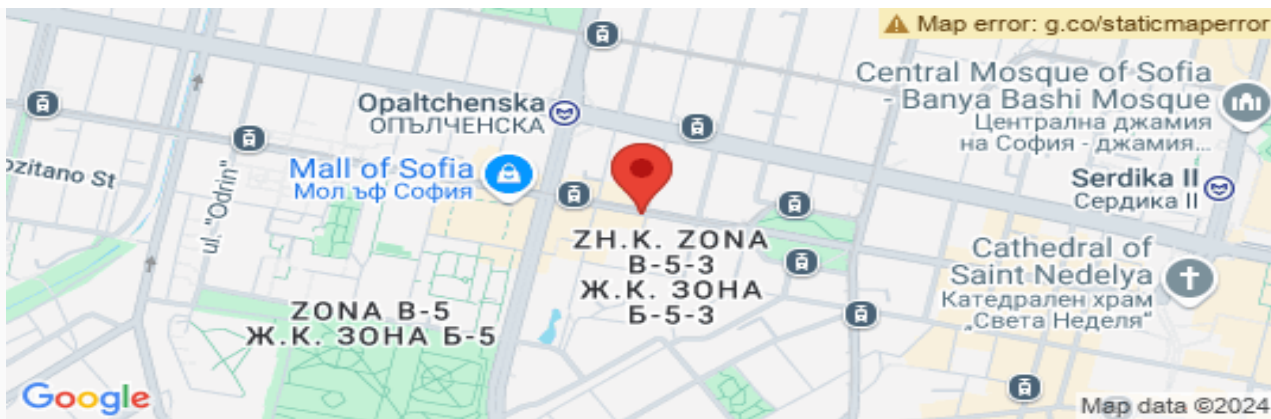 Map error: g.co/staticmaperror
Central Mosque of Sofia
- Banya Bashi Mosque
Централна джамия
на София - джамия...
Opaltchenska
ОПЪЛЧЕНСКА
ozitano St
Mall of Sofia
Мол ъф София
Serdika II
Сердика II
ul. "Odrin"
ZH.K. ZONA
B-5-3
Ж.К. ЗОНА
Б-5-3
Cathedral of
Saint Nedelya
Катедрален храм
„Света Неделя"
ZONA B-5
Ж.К. ЗОНА Б-5
Google
Map data ©2024